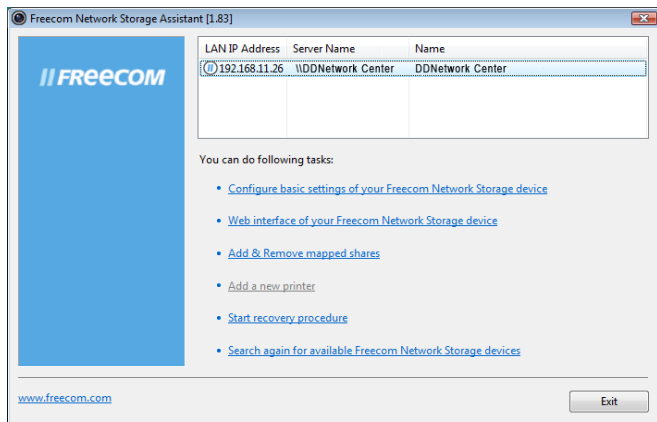 Freecom Network Storage Assistant [1.83]
FREECOM
LAN IP Address Server Name Name
192.168.11.26 \\DDNetwork Center DDNetwork Center
You can do following tasks:
Configure basic settings of your Freecom Network Storage device
Web interface of your Freecom Network Storage device
Add & Remove mapped shares
Add a new printer
Start recovery procedure
Search again for available Freecom Network Storage devices
www.freecom.com
Exit